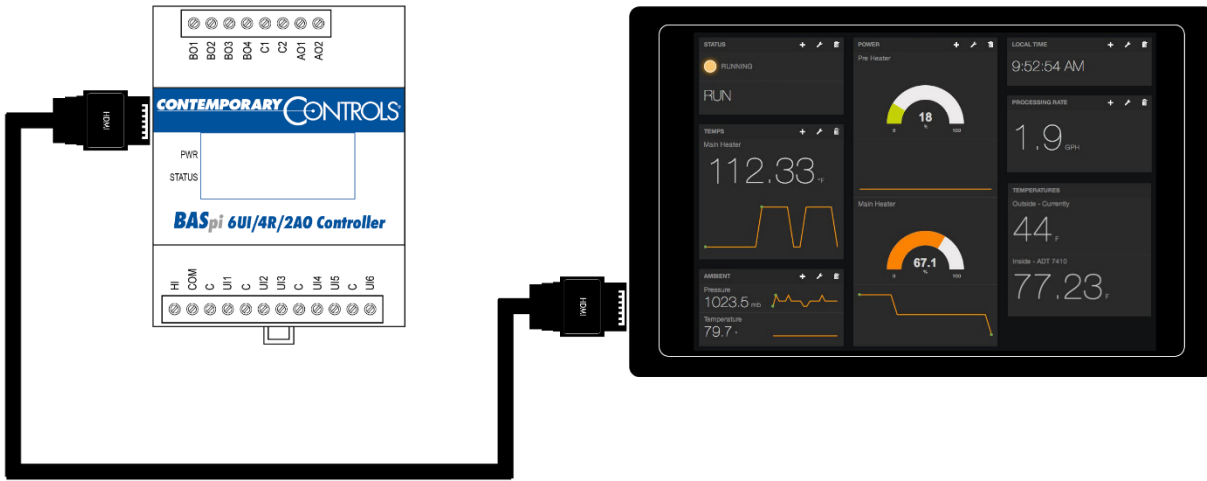 BO1
BO2
BO3
BO4
C1
C2
AO1
AO2
HDMI
CONTEMPORARY CONTROLS®
PWR
STATUS
BASpi 6UI/4R/2AO Controller
HI
COM
C
UI1
C
UI2
UI3
C
UI4
UI5
C
UI6
HDMI
STATUS
RUNNING
RUN
TEMPS
Main Heater
112.33 °F
AMBIENT
Pressure
1023.5 mb
Temperature
79.7 °
POWER
Pre Heater
18
%
0 100
Main Heater
67.1
%
0 100
LOCAL TIME
9:52:54 AM
PROCESSING RATE
1.9 GPH
TEMPERATURES
Outside - Currently
44 F
Inside - ADT 7410
77.23 F